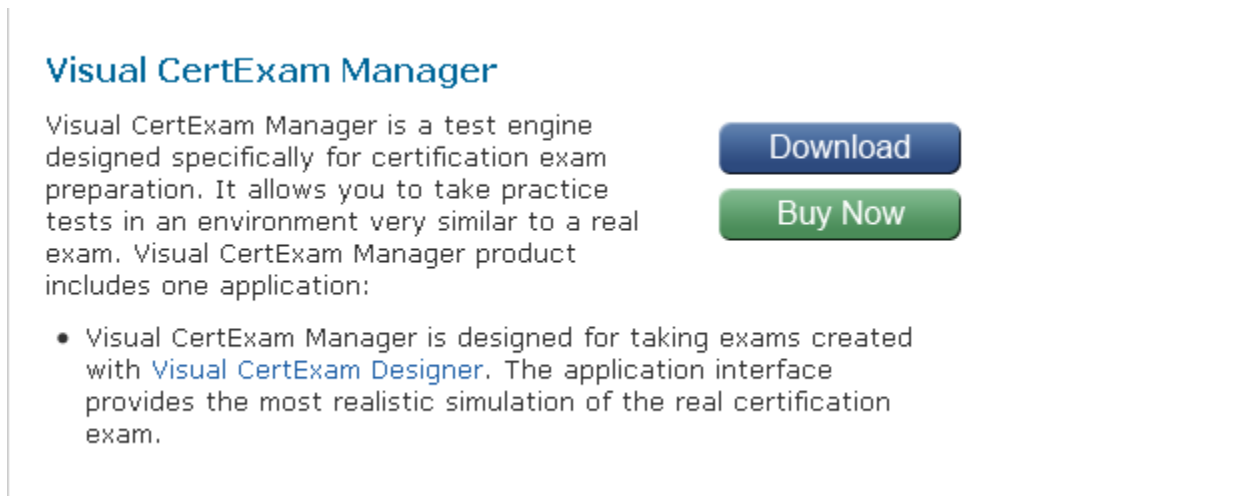 Visual CertExam Manager
Visual CertExam Manager is a test engine
designed specifically for certification exam
preparation. It allows you to take practice
tests in an environment very similar to a real
exam. Visual CertExam Manager product
includes one application:
Download
Buy Now
• Visual CertExam Manager is designed for taking exams created
with Visual CertExam Designer. The application interface
provides the most realistic simulation of the real certification
exam.